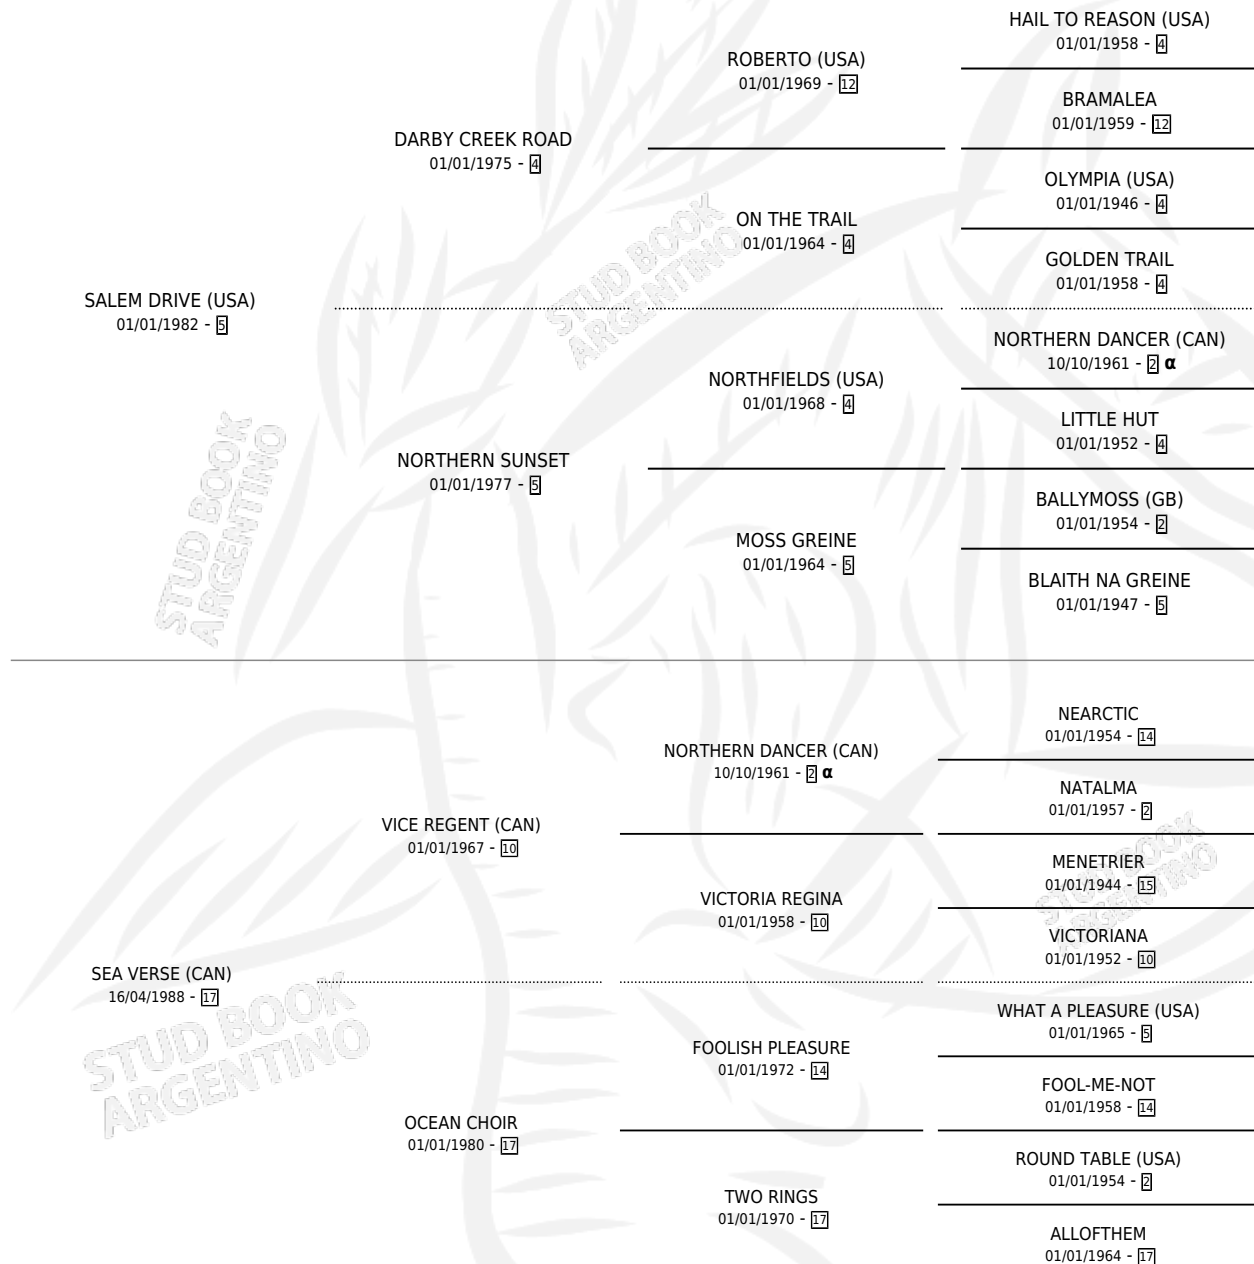 HAIL TO REASON (USA)
01/01/1958 - 4
ROBERTO (USA)
01/01/1969 - 12
BRAMALEA
01/01/1959 - 12
DARBY CREEK ROAD
01/01/1975 - 4
OLYMPIA (USA)
01/01/1946 - 4
ON THE TRAIL
01/01/1964 - 4
GOLDEN TRAIL
01/01/1958 - 4
SALEM DRIVE (USA)
01/01/1982 - 5
NORTHERN DANCER (CAN)
10/10/1961 - 2 α
NORTHFIELDS (USA)
01/01/1968 - 4
LITTLE HUT
01/01/1952 - 4
NORTHERN SUNSET
01/01/1977 - 5
BALLYMOSS (GB)
01/01/1954 - 2
MOSS GREINE
01/01/1964 - 5
BLAITH NA GREINE
01/01/1947 - 5
NEARCTIC
01/01/1954 - 14
NORTHERN DANCER (CAN)
10/10/1961 - 2 α
NATALMA
01/01/1957 - 2
VICE REGENT (CAN)
01/01/1967 - 10
MENETRIER
01/01/1944 - 15
VICTORIA REGINA
01/01/1958 - 10
VICTORIANA
01/01/1952 - 10
SEA VERSE (CAN)
16/04/1988 - 17
WHAT A PLEASURE (USA)
01/01/1965 - 5
FOOLISH PLEASURE
01/01/1972 - 14
FOOL-ME-NOT
01/01/1958 - 14
OCEAN CHOIR
01/01/1980 - 17
ROUND TABLE (USA)
01/01/1954 - 2
TWO RINGS
01/01/1970 - 17
ALLOFTHEM
01/01/1964 - 17
STUD BOOK
ARGENTINO
STUD BOOK
ARGENTINO
STUD BOOK
ARGENTINO
STUD BOOK
ARGENTINO